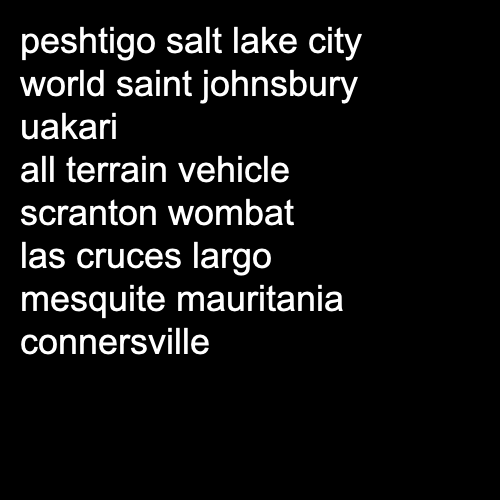 peshtigo salt lake city
world saint johnsbury
uakari
all terrain vehicle
scranton wombat
las cruces largo
mesquite mauritania
connersville